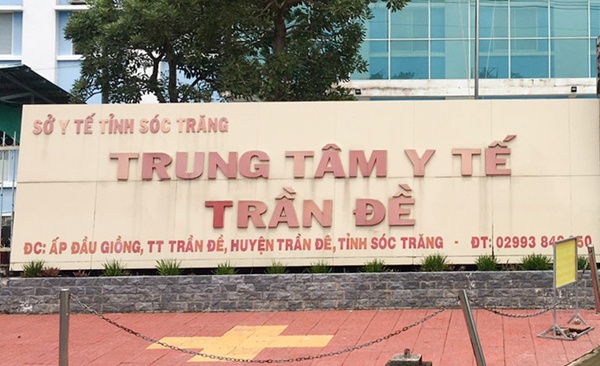 SỞ Y TẾ TỈNH SÓC TRĂNG
TRUNG TÂM Y TẾ
TRẦN ĐỀ
ĐC: ẤP ĐẦU GIỒNG, TT TRẦN ĐỀ, HUYỆN TRẦN ĐỀ, TỈNH SÓC TRĂNG - ĐT: 02993